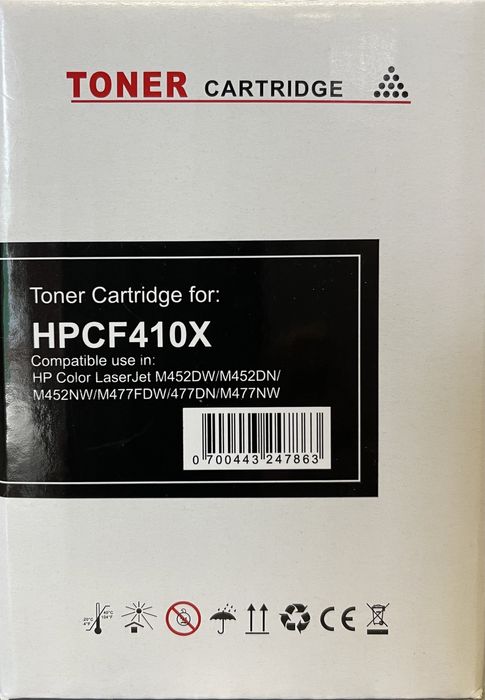 TONER CARTRIDGE
Toner Cartridge for:
HPCF410X
Compatible use in:
HP Color LaserJet M452DW/M452DN/
M452NW/M477FDW/477DN/M477NW
0 700443 247863
CE